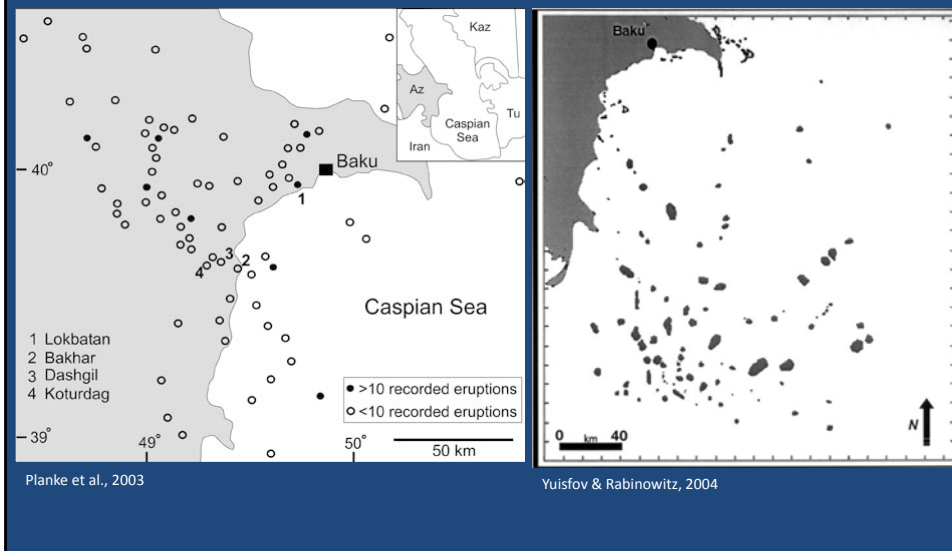 Kaz
Az
Tu
Caspian
Sea
Iran
40°
Baku
1
3
2
4
Caspian Sea
1 Lokbatan
2 Bakhar
3 Dashgil
4 Koturdag
>10 recorded eruptions
<10 recorded eruptions
39°
49°
50°
50 km
Planke et al., 2003
Baku
0 km 40
N
Yuisfov & Rabinowitz, 2004